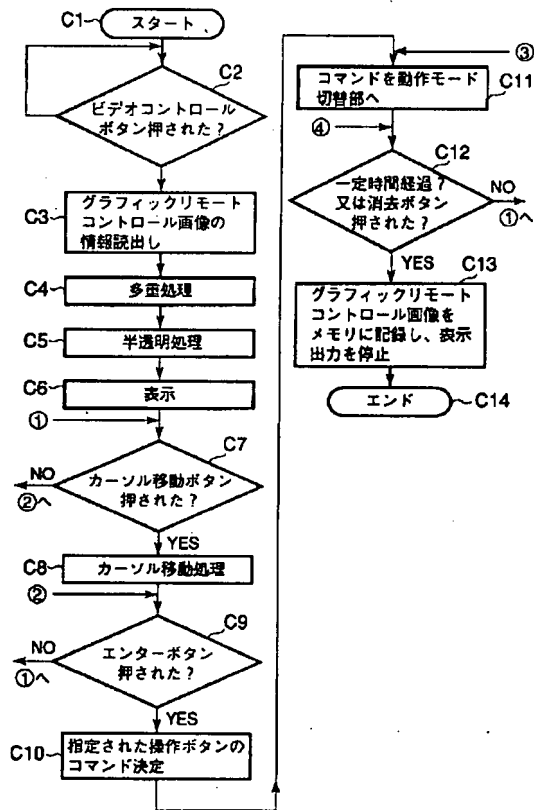 C1
スタート
C2
ビデオコントロール
ボタン押された？
C3
グラフィックリモート
コントロール画像の
情報読出し
C4
多重処理
C5
半透明処理
C6
表示
①
C7
カーソル移動ボタン
押された？
NO
②へ
YES
C8
カーソル移動処理
②
C9
エンターボタン
押された？
NO
①へ
YES
C10
指定された操作ボタンの
コマンド決定
③
コマンドを動作モード
切替部へ
C11
④
C12
一定時間経過？
又は消去ボタン
押された？
NO
①へ
YES
C13
グラフィックリモート
コントロール画像を
メモリに記録し、表示
出力を停止
エンド
C14